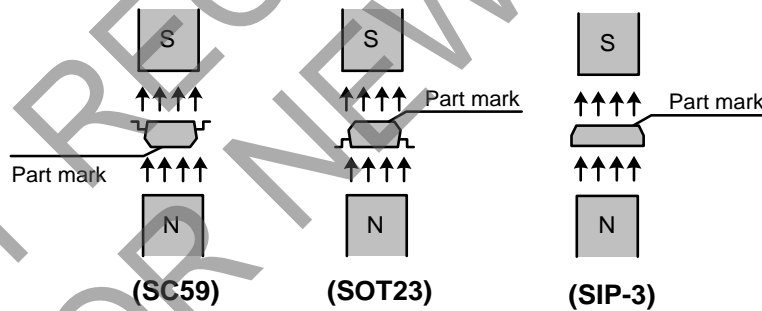 S
S
S
Part mark
Part mark
Part mark
N
N
N
(SC59)
(SOT23)
(SIP-3)